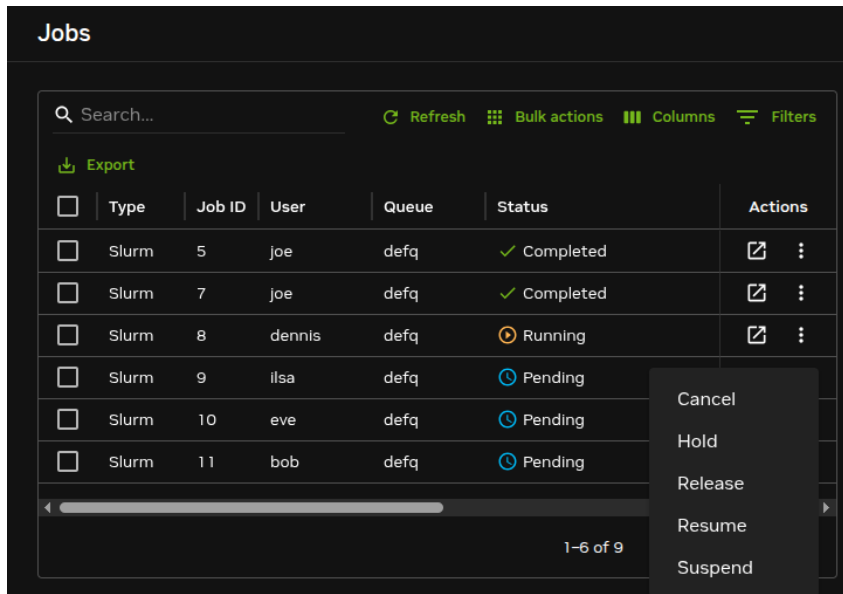 Jobs
Search... Refresh Bulk actions Columns Filters
Export
Type Job ID User Queue Status Actions
Slurm 5 joe defq Completed
Slurm 7 joe defq Completed
Slurm 8 dennis defq Running
Slurm 9 ilsa defq Pending
Cancel
Slurm 10 eve defq Pending
Hold
Slurm 11 bob defq Pending
Release
Resume
1–6 of 9
Suspend